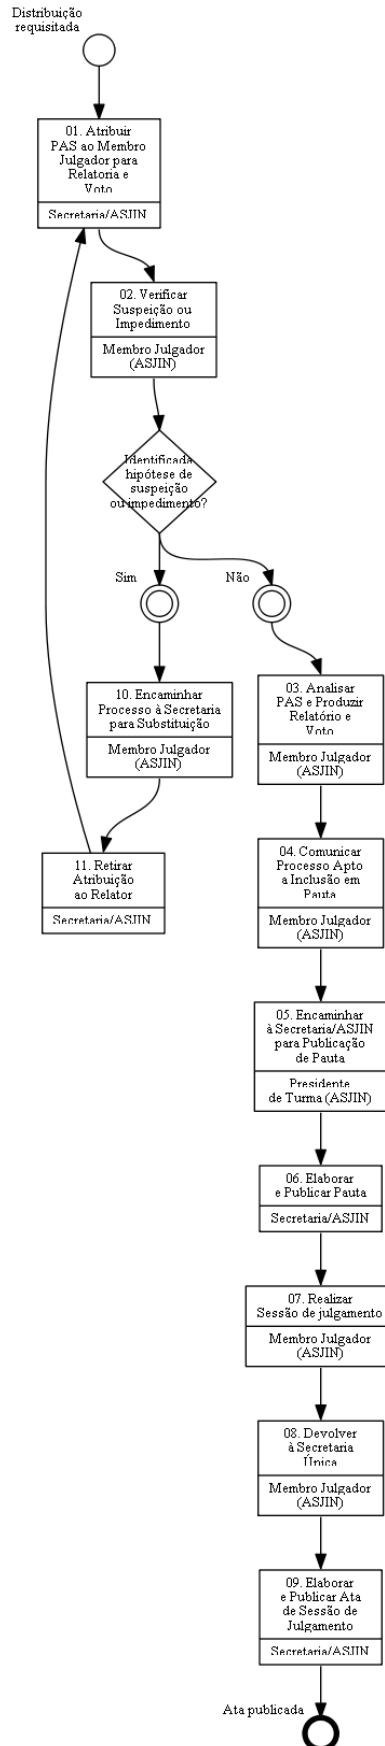 Distribuição
requisitada
01. Atribuir
PAS ao Membro
Julgador para
Relatoria e
Voto
Secretaria/ASJIN
02. Verificar
Suspeição ou
Impedimento
Membro Julgador
(ASJIN)
Identificada
hipótese de
suspeição
ou impedimento?
Sim
Não
10. Encaminhar
Processo à Secretaria
para Substituição
Membro Julgador
(ASJIN)
03. Analisar
PAS e Produzir
Relatório e
Voto
Membro Julgador
(ASJIN)
11. Retirar
Atribuição
ao Relator
Secretaria/ASJIN
04. Comunicar
Processo Apto
a Inclusão em
Pauta
Membro Julgador
(ASJIN)
05. Encaminhar
à Secretaria/ASJIN
para Publicação
de Pauta
Presidente
de Turma (ASJIN)
06. Elaborar
e Publicar Pauta
Secretaria/ASJIN
07. Realizar
Sessão de julgamento
Membro Julgador
(ASJIN)
08. Devolver
à Secretaria
Única
Membro Julgador
(ASJIN)
09. Elaborar
e Publicar Ata
de Sessão de
Julgamento
Secretaria/ASJIN
Ata publicada